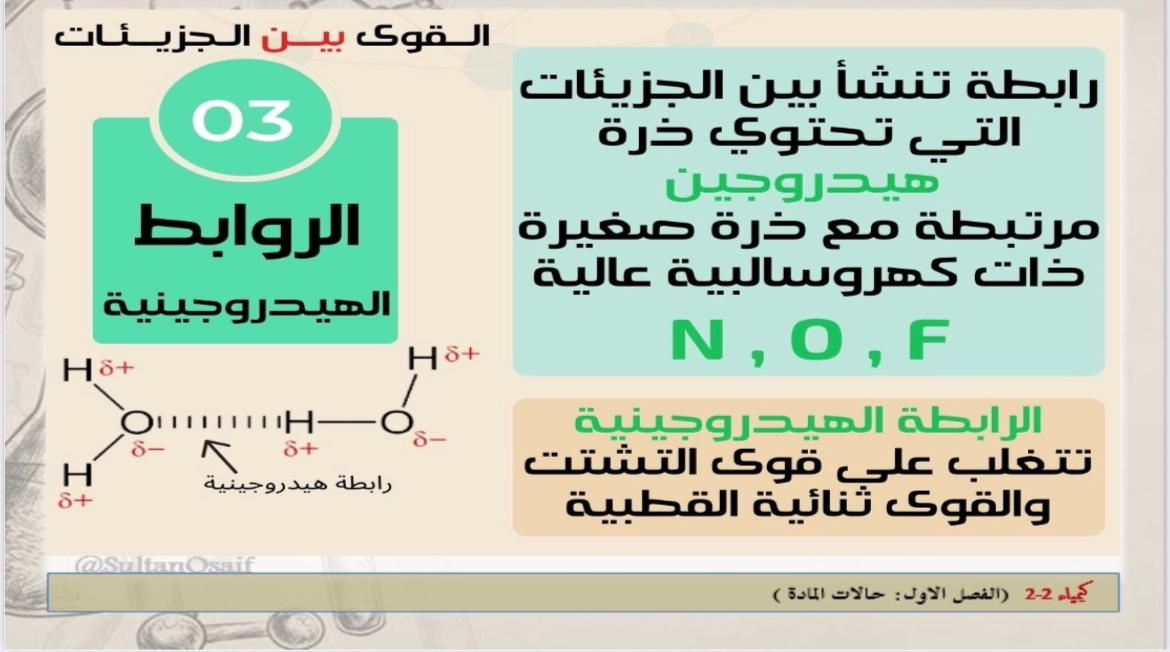 القوى بين الجزيئات
03
الروابط
الهيدروجينية
رابطة تنشأ بين الجزيئات
التي تحتوي ذرة
هيدروجين
مرتبطة مع ذرة صغيرة
ذات كهروسالبية عالية
N , O , F
الرابطة الهيدروجينية
تتغلب على قوى التشتت
والقوى ثنائية القطبية
H δ+
H δ+
O H O
δ− δ+ δ−
H
δ+
رابطة هيدروجينية
@SultanOsaif
كيمياء 2-2 (الفصل الاول: حالات المادة )